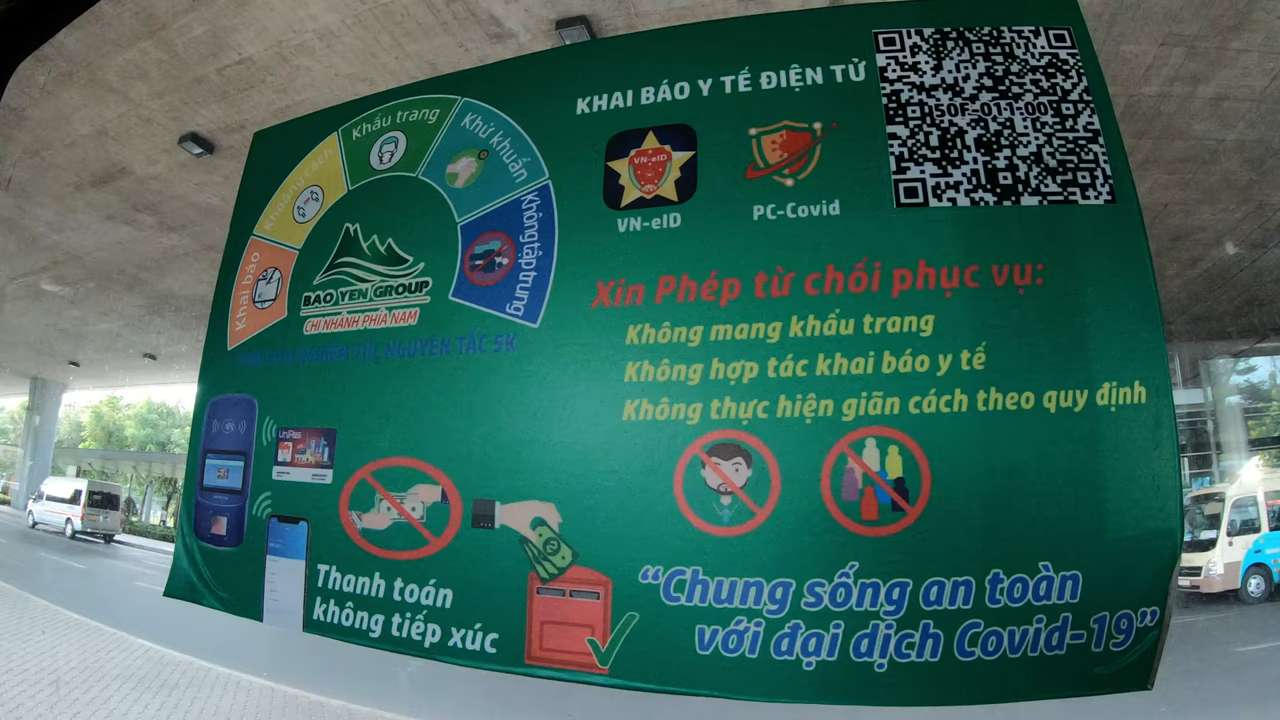 Khai báo
Khoảng cách
Khẩu trang
Khử khuẩn
Không tập trung
BAO YEN GROUP
CHI NHÁNH PHÍA NAM
NGHIÊM TÚC NGUYÊN TẮC 5K
KHAI BÁO Y TẾ ĐIỆN TỬ
VN-eID
VN-eID
PC-Covid
50F-011-00
Xin Phép từ chối phục vụ:
Không mang khẩu trang
Không hợp tác khai báo y tế
Không thực hiện giãn cách theo quy định
UniPass
Thanh toán
không tiếp xúc
“Chung sống an toàn
với đại dịch Covid-19”